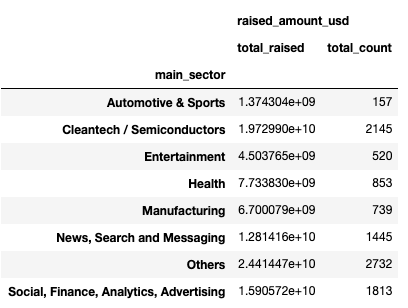 raised_amount_usd
total_raised total_count
main_sector
Automotive & Sports 1.374304e+09 157
Cleantech / Semiconductors 1.972990e+10 2145
Entertainment 4.503765e+09 520
Health 7.733830e+09 853
Manufacturing 6.700079e+09 739
News, Search and Messaging 1.281416e+10 1445
Others 2.441447e+10 2732
Social, Finance, Analytics, Advertising 1.590572e+10 1813